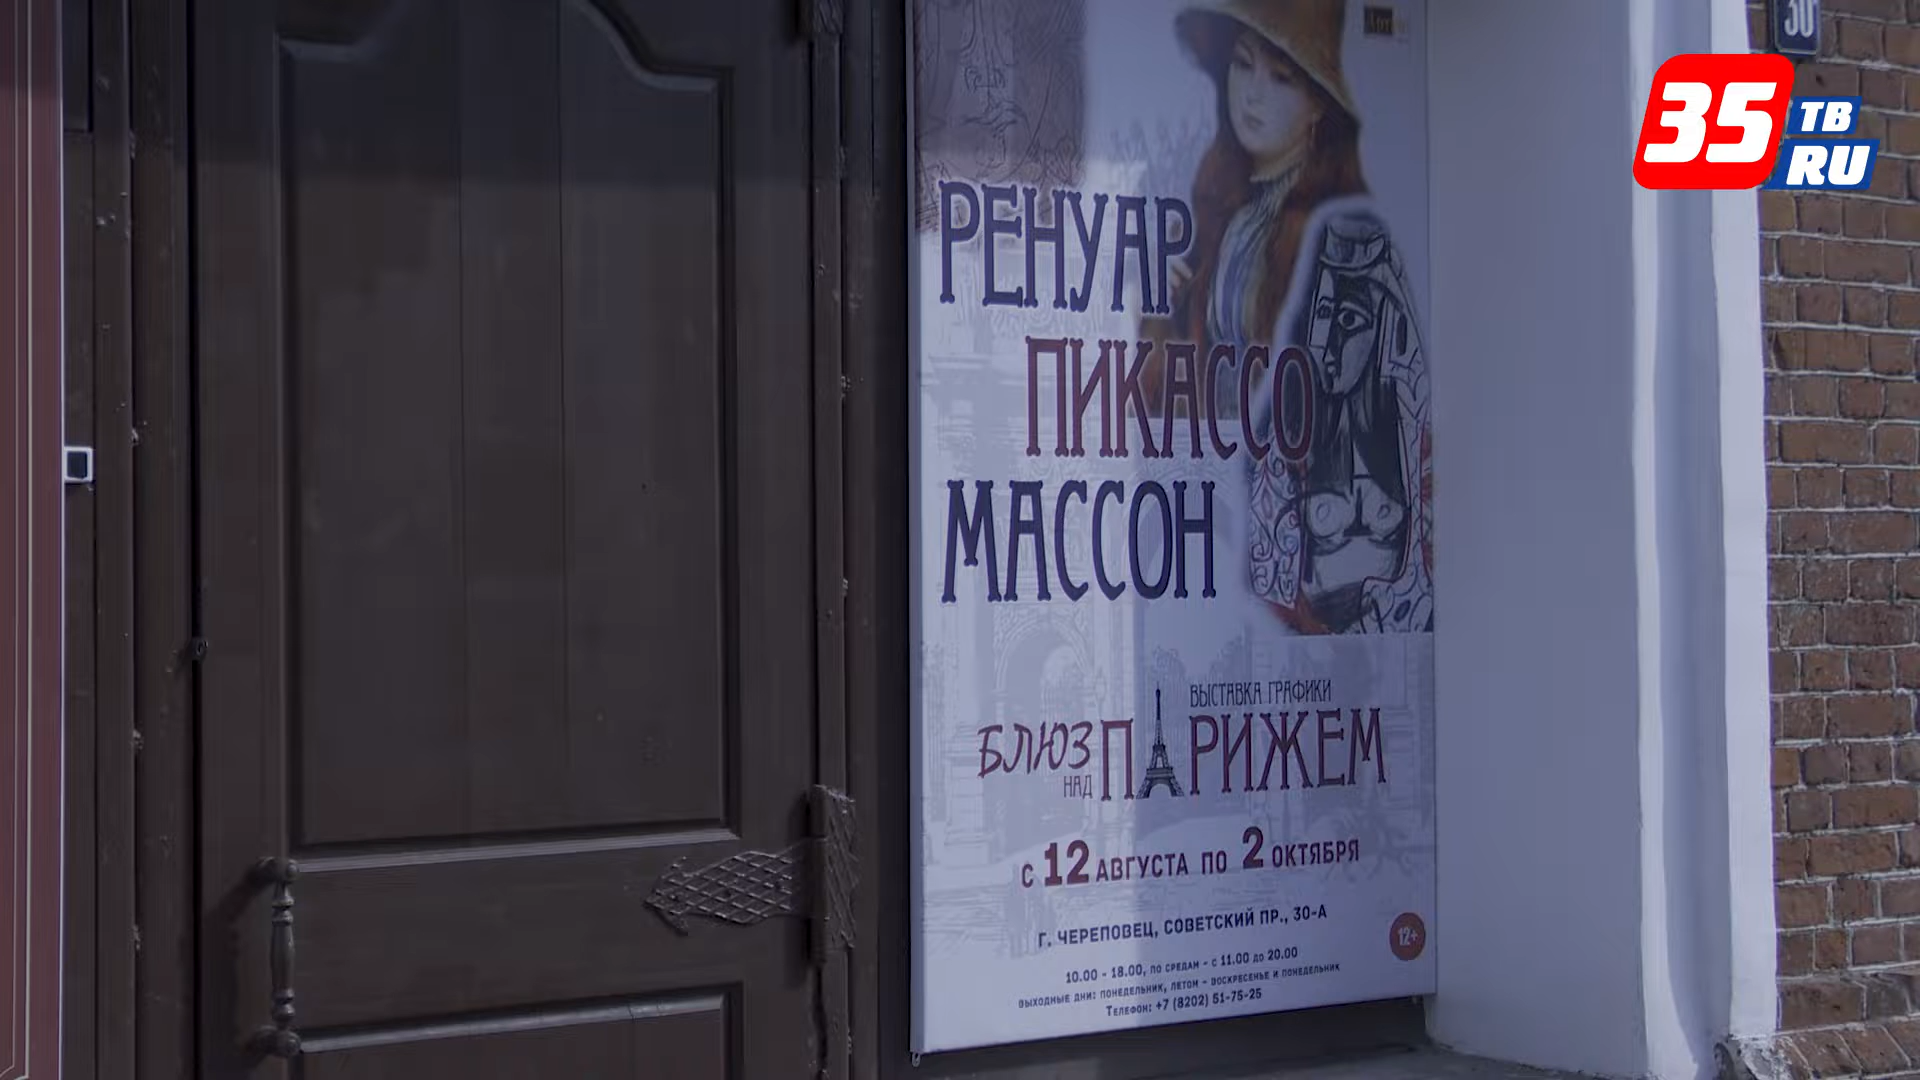 30
35 ТВ
RU
РЕНУАР
ПИКАССО
МАССОН
ВЫСТАВКА ГРАФИКИ
БЛЮЗ НАД ПАРИЖЕМ
С 12 АВГУСТА ПО 2 ОКТЯБРЯ
Г. ЧЕРЕПОВЕЦ, СОВЕТСКИЙ ПР., 30-А
12+
10.00 - 18.00, ПО СРЕДАМ - С 11.00 ДО 20.00
ВЫХОДНЫЕ ДНИ: ПОНЕДЕЛЬНИК, ЛЕТОМ - ВОСКРЕСЕНЬЕ И ПОНЕДЕЛЬНИК
ТЕЛЕФОН: +7 (8202) 51-75-25